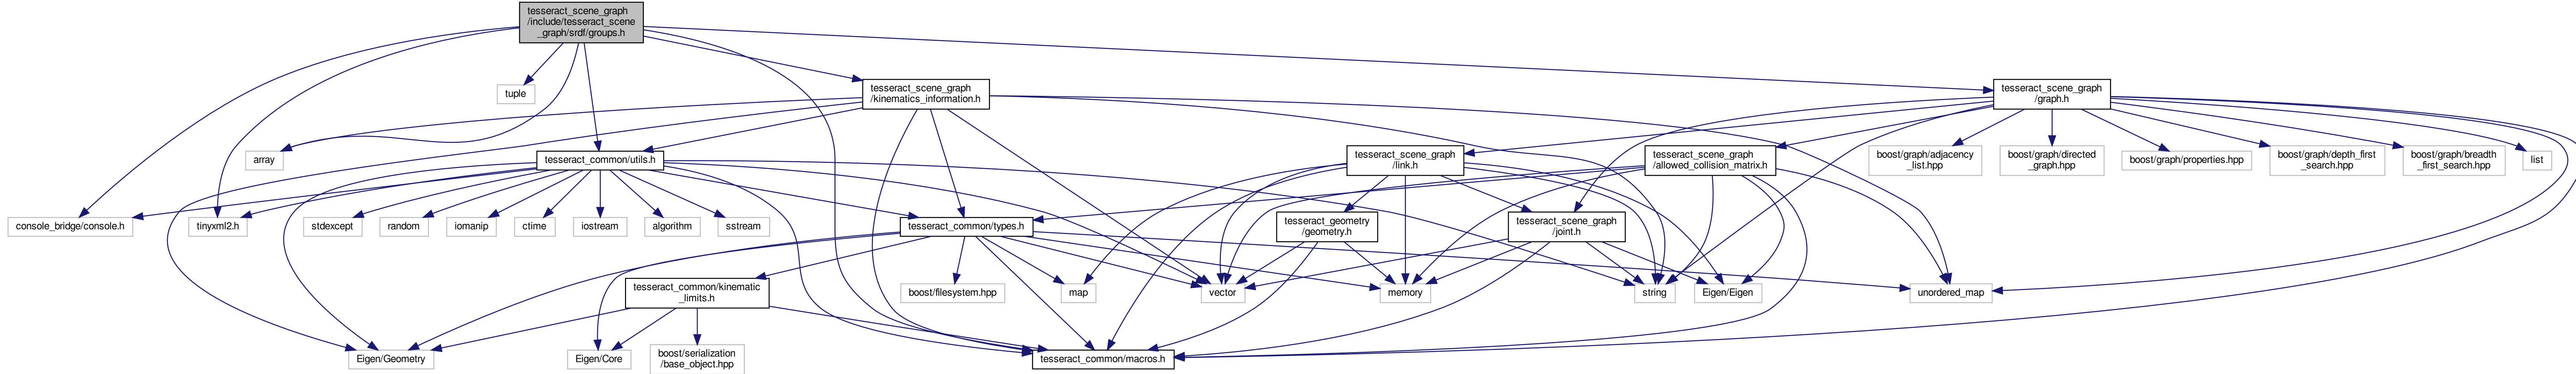 tesseract_scene_graph
/include/tesseract_scene
_graph/srdf/groups.h
tuple
tesseract_scene_graph
/kinematics_information.h
tesseract_scene_graph
/graph.h
array
tesseract_common/utils.h
tesseract_scene_graph
/link.h
tesseract_scene_graph
/allowed_collision_matrix.h
boost/graph/adjacency
_list.hpp
boost/graph/directed
_graph.hpp
boost/graph/properties.hpp
boost/graph/depth_first
_search.hpp
boost/graph/breadth
_first_search.hpp
list
console_bridge/console.h
tinyxml2.h
stdexcept
random
iomanip
ctime
iostream
algorithm
sstream
tesseract_common/types.h
tesseract_geometry
/geometry.h
tesseract_scene_graph
/joint.h
tesseract_common/kinematic
_limits.h
boost/filesystem.hpp
map
vector
memory
string
Eigen/Eigen
unordered_map
Eigen/Geometry
Eigen/Core
boost/serialization
/base_object.hpp
tesseract_common/macros.h